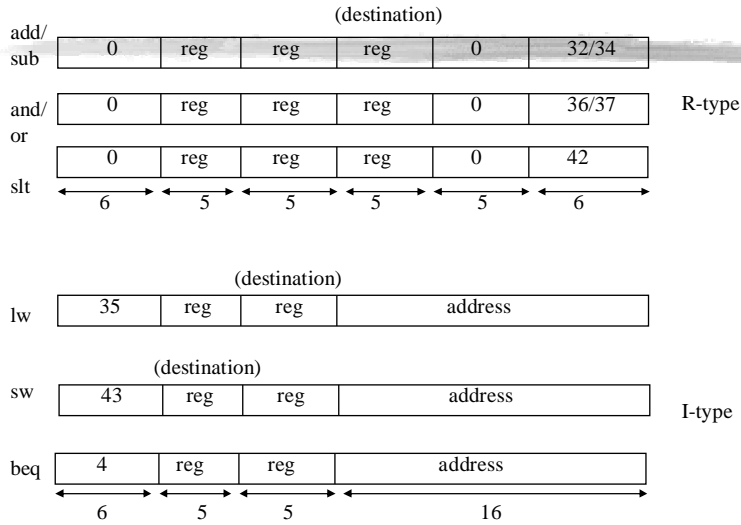 (destination)
add/
sub
0 reg reg reg 0 32/34
and/
or
0 reg reg reg 0 36/37
R-type
slt
0 reg reg reg 0 42
6 5 5 5 5 6
(destination)
lw
35 reg reg address
(destination)
sw
43 reg reg address
I-type
beq
4 reg reg address
6 5 5 16